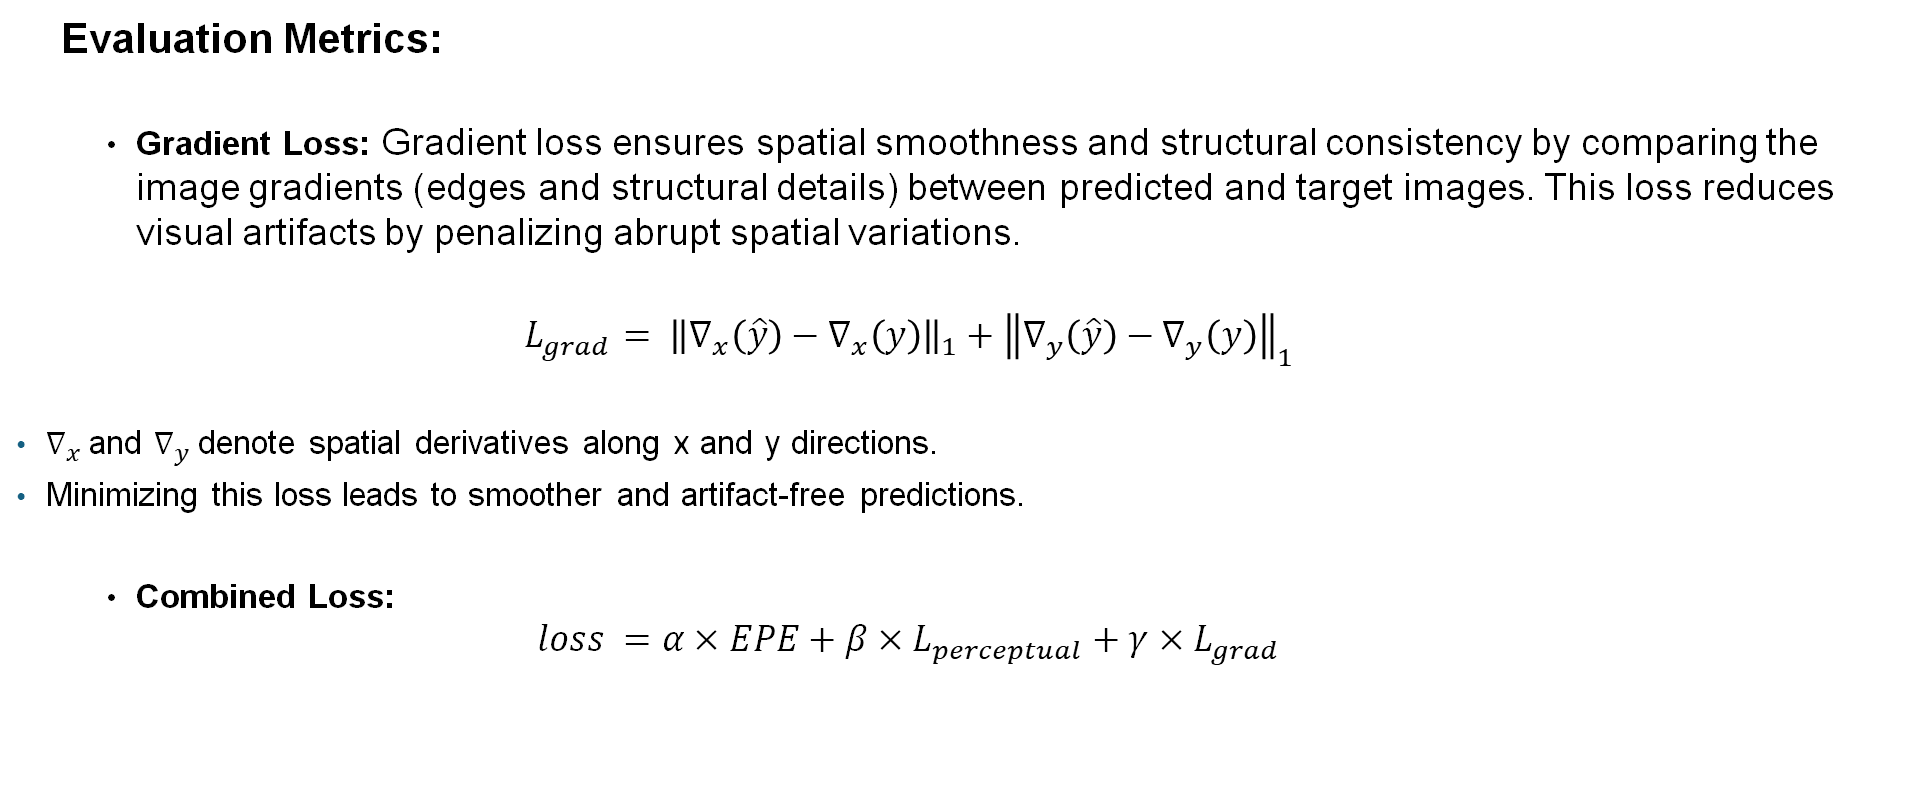 Evaluation Metrics:
• Gradient Loss: Gradient loss ensures spatial smoothness and structural consistency by comparing the
image gradients (edges and structural details) between predicted and target images. This loss reduces
visual artifacts by penalizing abrupt spatial variations.
L_grad = ‖∇_x(ŷ) − ∇_x(y)‖_1 + ‖∇_y(ŷ) − ∇_y(y)‖_1
• ∇_x and ∇_y denote spatial derivatives along x and y directions.
• Minimizing this loss leads to smoother and artifact-free predictions.
• Combined Loss:
loss = α × EPE + β × L_perceptual + γ × L_grad